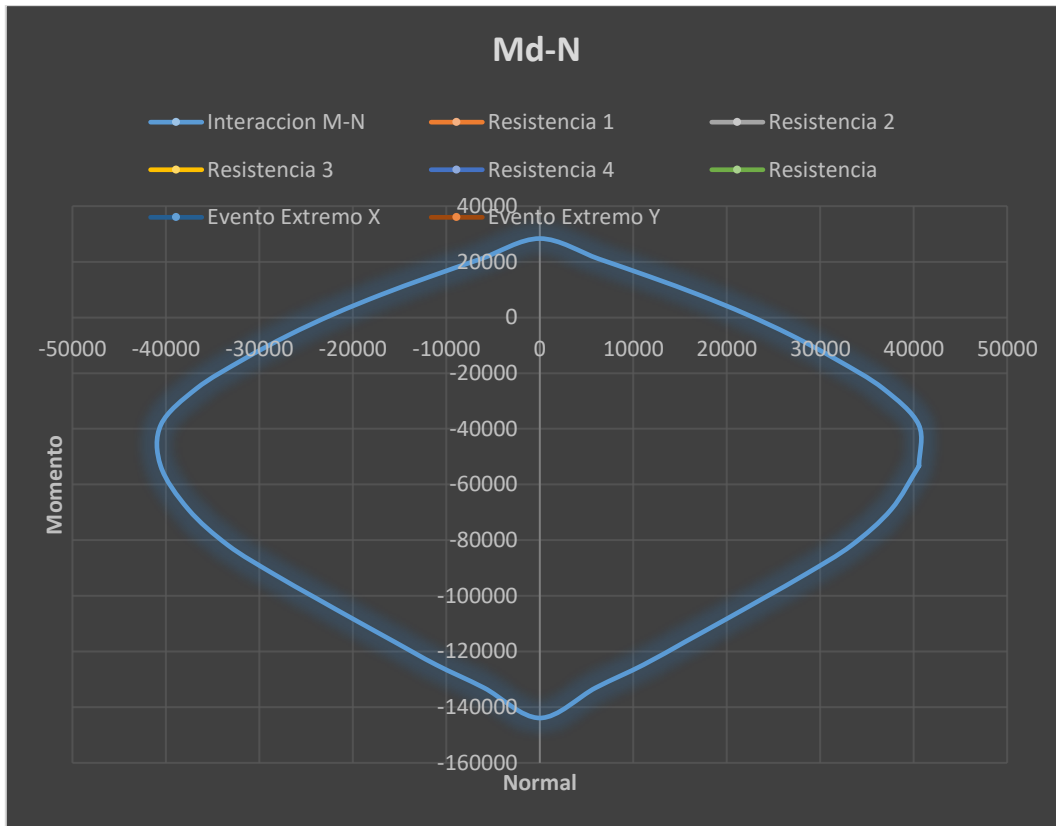 Md-N
Interaccion M-N Resistencia 1 Resistencia 2
Resistencia 3 Resistencia 4 Resistencia
Evento Extremo X Evento Extremo Y
40000
20000
0
-20000
-40000
-60000
-80000
-100000
-120000
-140000
-160000
-50000 -40000 -30000 -20000 -10000 0 10000 20000 30000 40000 50000
Momento
Normal